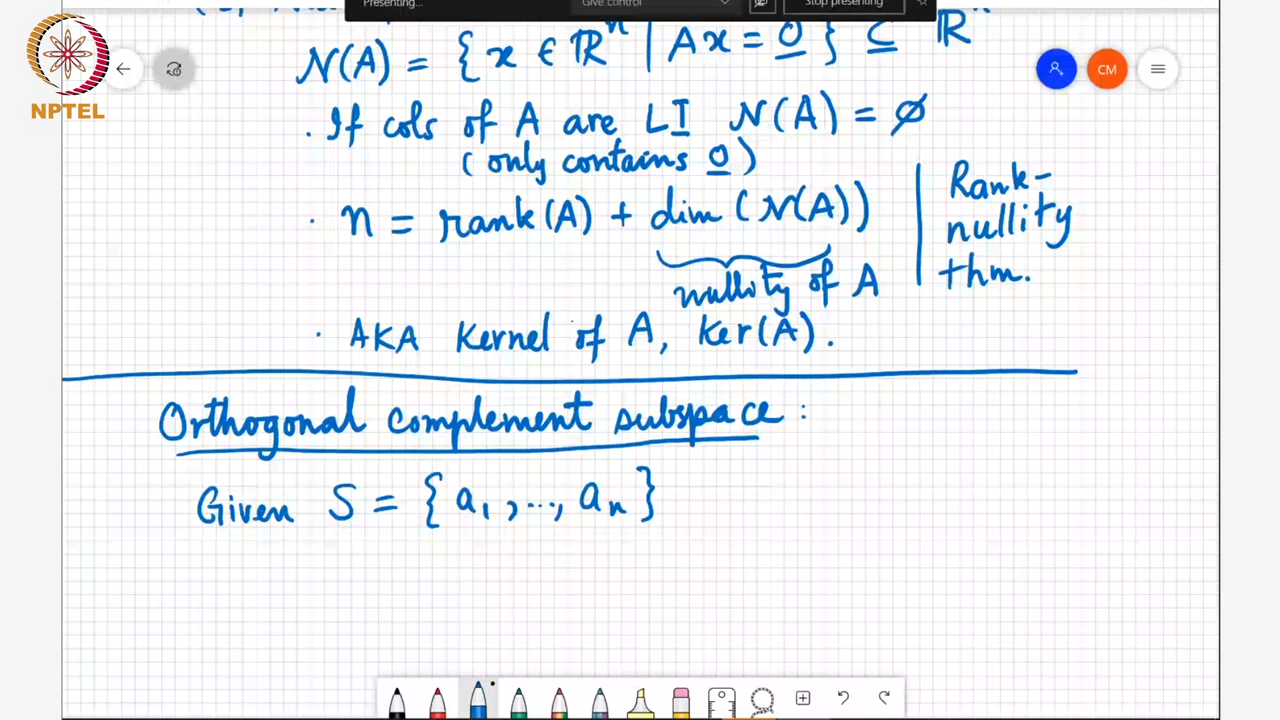 Presenting...
Give control
Stop presenting
N(A) = { x ∈ ℝⁿ | Ax = 0 } ⊆ ℝⁿ
· If cols of A are LI N(A) = ∅
(only contains 0)
· n = rank(A) + dim (N(A))
nullity of A
Rank-
nullity
thm.
· AKA Kernel of A, Ker(A).
Orthogonal complement subspace :
Given S = { a₁ , ..., aₙ }
NPTEL
CM